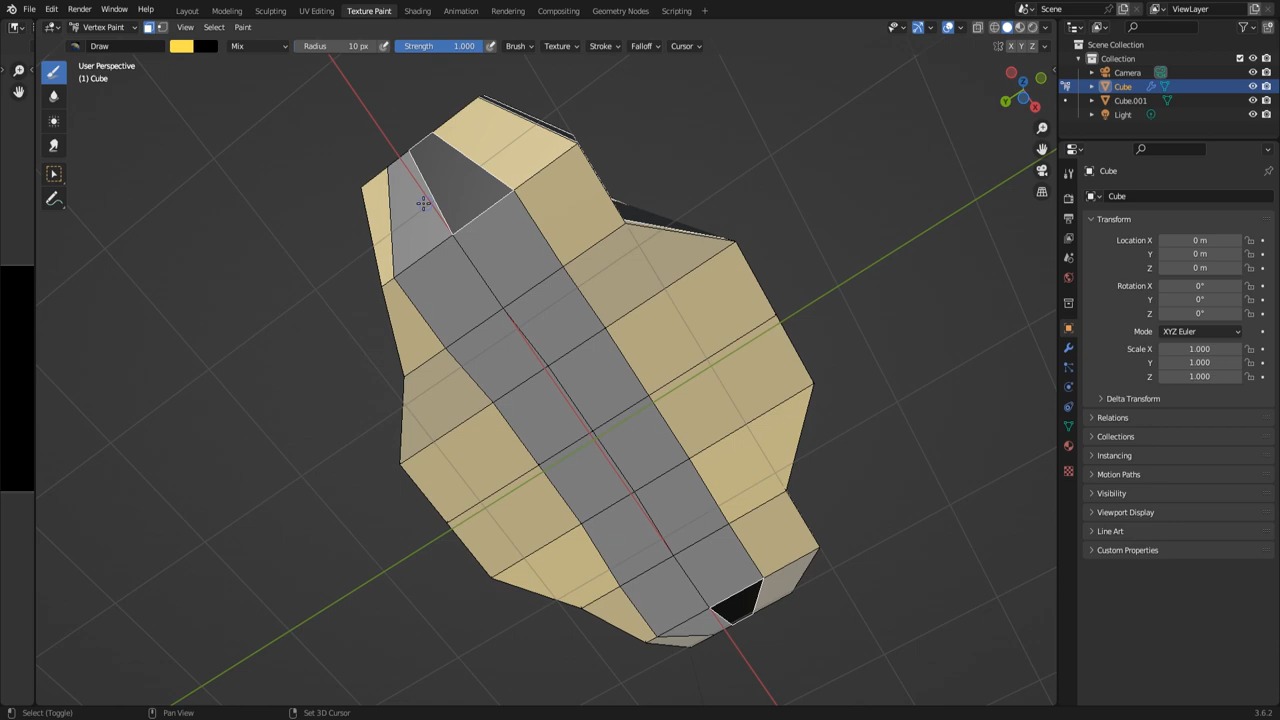 File Edit Render Window Help Layout Modeling Sculpting UV Editing Texture Paint Shading Animation Rendering Compositing Geometry Nodes Scripting + Scene ViewLayer
Vertex Paint View Select Paint
Draw Mix Radius 10 px Strength 1.000 Brush Texture Stroke Falloff Cursor X Y Z
User Perspective
(1) Cube
Z
Y
X
Scene Collection
Collection
Camera
Cube
Cube.001
Light
Cube
Cube
Transform
Location X 0 m
Y 0 m
Z 0 m
Rotation X 0°
Y 0°
Z 0°
Mode XYZ Euler
Scale X 1.000
Y 1.000
Z 1.000
Delta Transform
Relations
Collections
Instancing
Motion Paths
Visibility
Viewport Display
Line Art
Custom Properties
Select (Toggle) Pan View Set 3D Cursor 3.6.2